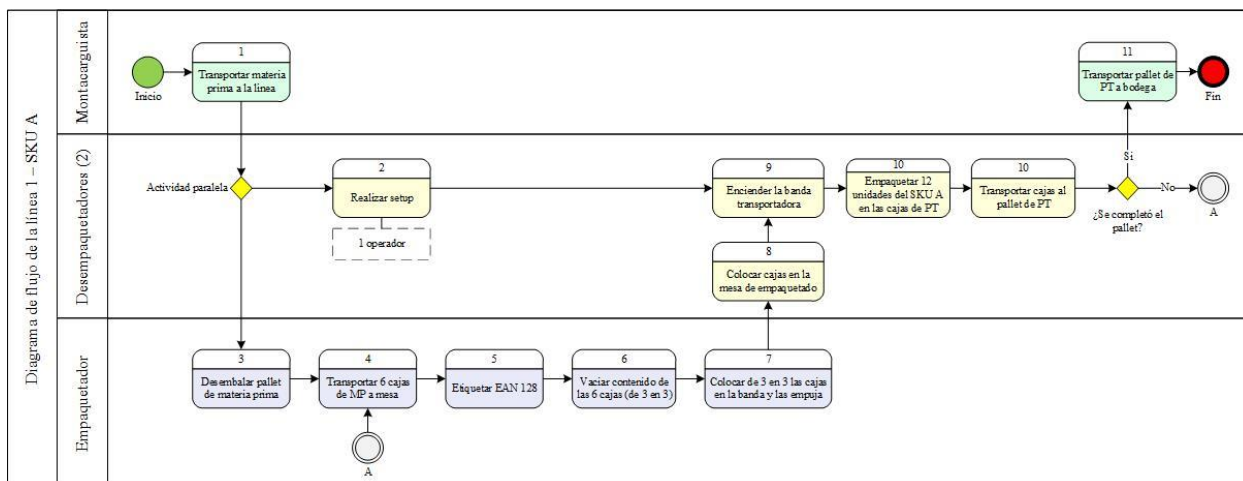 Diagrama de flujo de la línea 1 – SKU A
Montacarguista
Inicio
1
Transportar materia
prima a la línea
11
Transportar pallet de
PT a bodega
Fin
Desempaquetadores (2)
Actividad paralela
2
Realizar setup
1 operador
9
Enciender la banda
transportadora
10
Empaquetar 12
unidades del SKU A
en las cajas de PT
10
Transportar cajas al
pallet de PT
Si
No
¿Se completó el
pallet?
A
8
Colocar cajas en la
mesa de empaquetado
Empaquetador
3
Desembalar pallet
de materia prima
4
Transportar 6 cajas
de MP a mesa
5
Etiquetar EAN 128
6
Vaciar contenido de
las 6 cajas (de 3 en 3)
7
Colocar de 3 en 3 las cajas
en la banda y las empuja
A